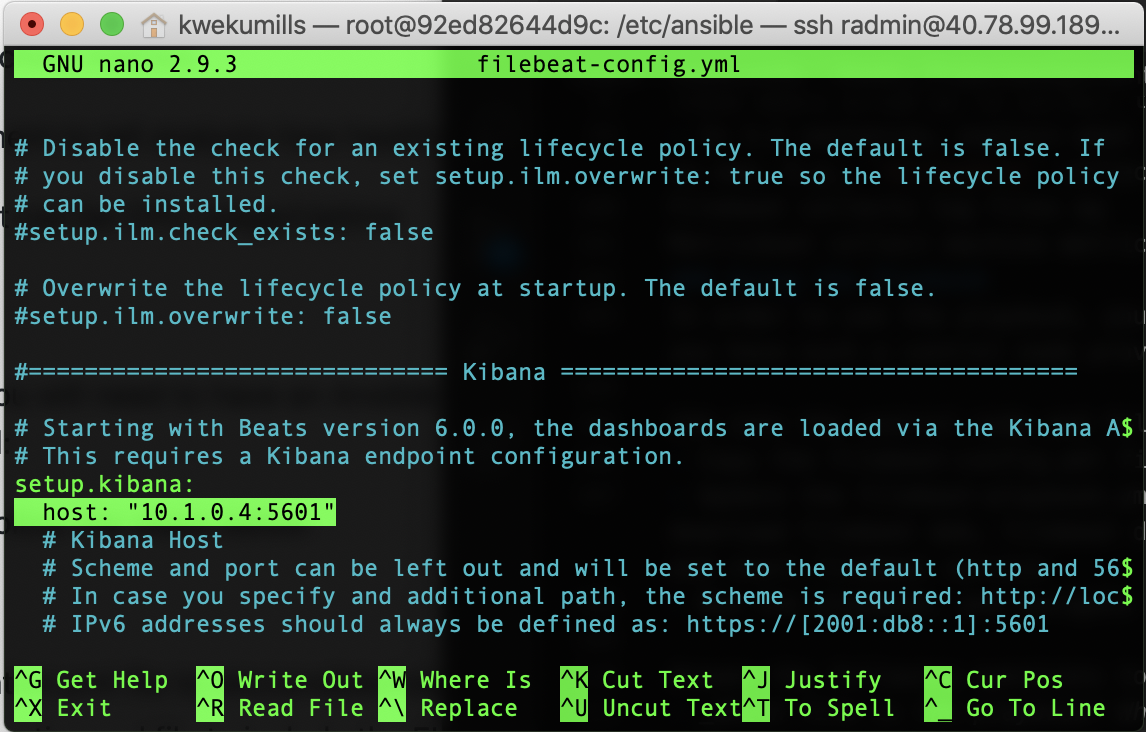 kwekumills — root@92ed82644d9c: /etc/ansible — ssh radmin@40.78.99.189...
GNU nano 2.9.3 filebeat-config.yml
# Disable the check for an existing lifecycle policy. The default is false. If
# you disable this check, set setup.ilm.overwrite: true so the lifecycle policy
# can be installed.
#setup.ilm.check_exists: false
# Overwrite the lifecycle policy at startup. The default is false.
#setup.ilm.overwrite: false
#============================== Kibana =====================================
# Starting with Beats version 6.0.0, the dashboards are loaded via the Kibana A$
# This requires a Kibana endpoint configuration.
setup.kibana:
host: "10.1.0.4:5601"
# Kibana Host
# Scheme and port can be left out and will be set to the default (http and 56$
# In case you specify and additional path, the scheme is required: http://loc$
# IPv6 addresses should always be defined as: https://[2001:db8::1]:5601
^G Get Help ^O Write Out ^W Where Is ^K Cut Text ^J Justify ^C Cur Pos
^X Exit ^R Read File ^\ Replace ^U Uncut Text ^T To Spell ^_ Go To Line